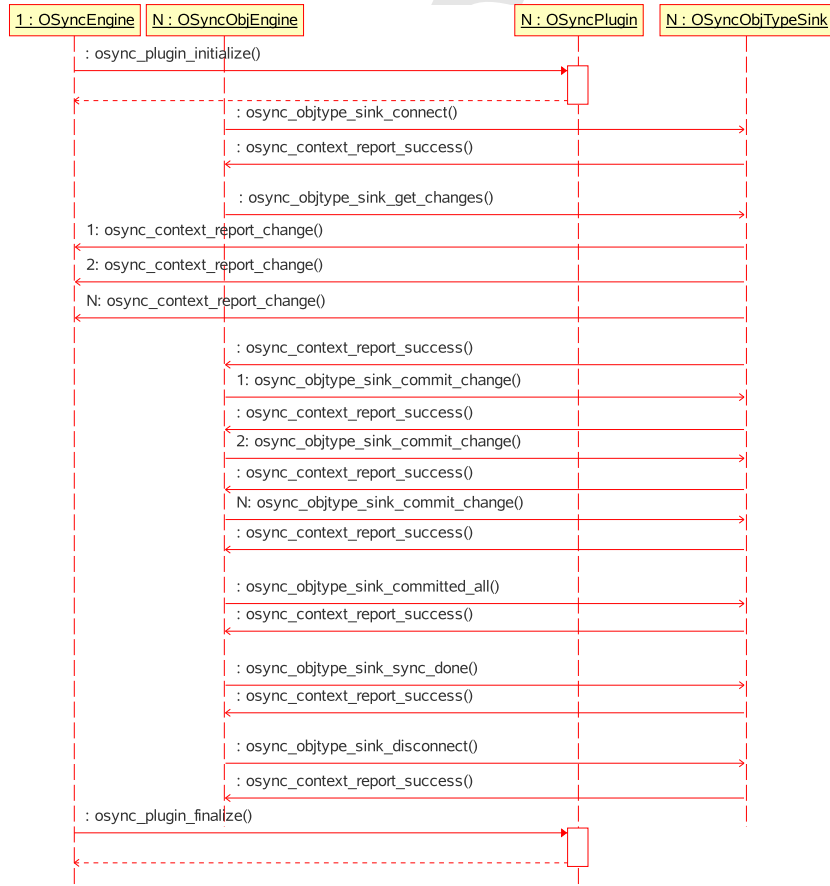 1 : OSyncEngine
N : OSyncObjEngine
N : OSyncPlugin
N : OSyncObjTypeSink
: osync_plugin_initialize()
: osync_objtype_sink_connect()
: osync_context_report_success()
: osync_objtype_sink_get_changes()
1: osync_context_report_change()
2: osync_context_report_change()
N: osync_context_report_change()
: osync_context_report_success()
1: osync_objtype_sink_commit_change()
: osync_context_report_success()
2: osync_objtype_sink_commit_change()
: osync_context_report_success()
N: osync_objtype_sink_commit_change()
: osync_context_report_success()
: osync_objtype_sink_committed_all()
: osync_context_report_success()
: osync_objtype_sink_sync_done()
: osync_context_report_success()
: osync_objtype_sink_disconnect()
: osync_context_report_success()
: osync_plugin_finalize()